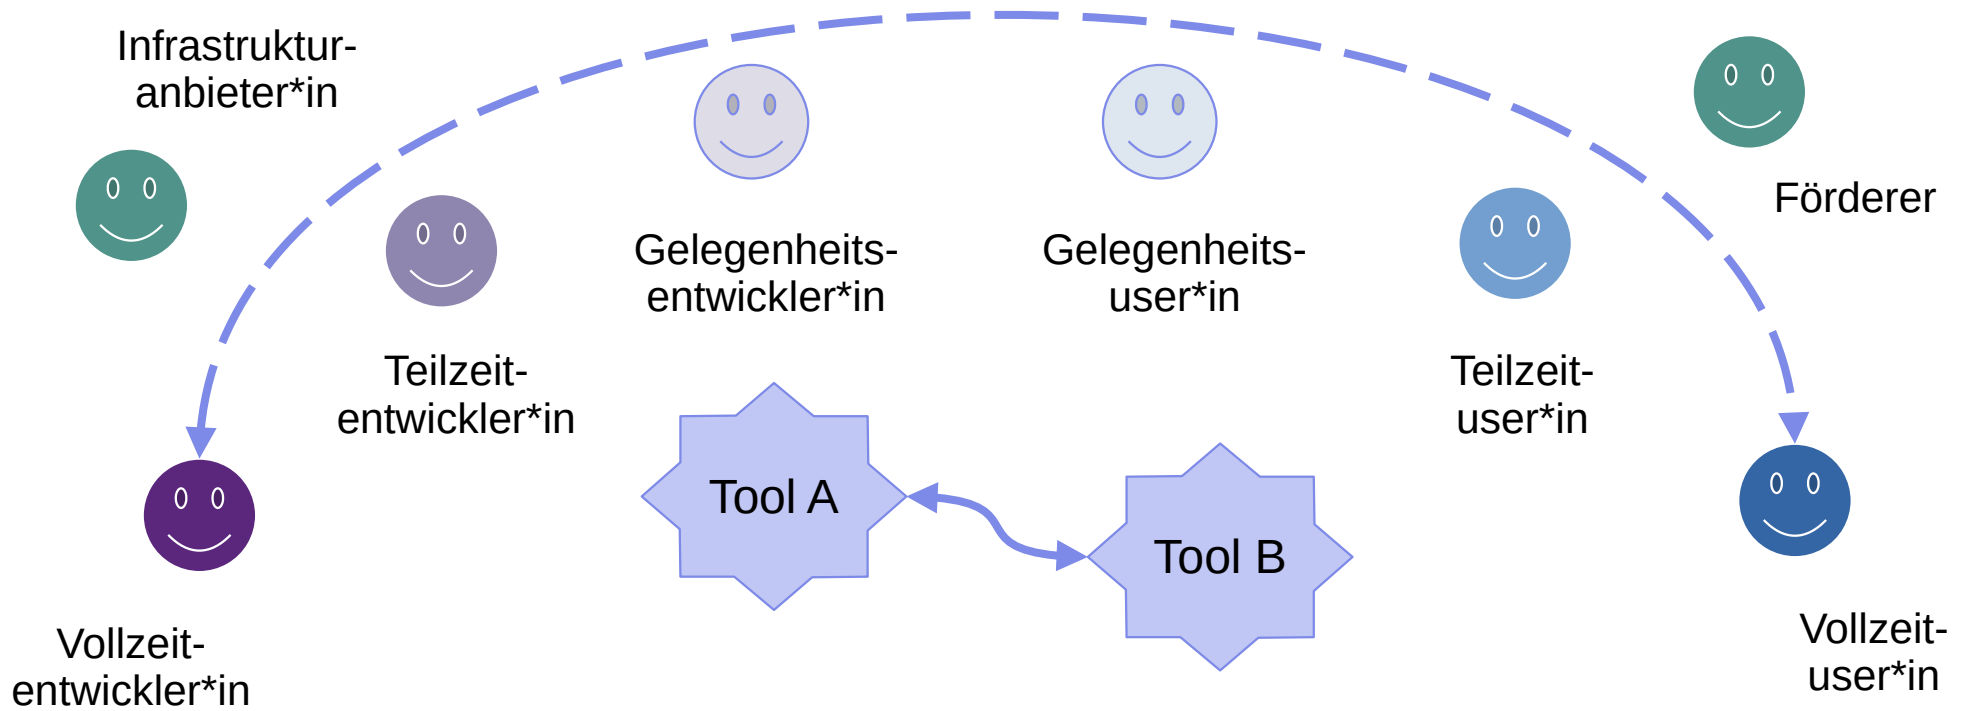 Infrastruktur-
anbieter*in
Förderer
Gelegenheits-
entwickler*in
Gelegenheits-
user*in
Teilzeit-
entwickler*in
Teilzeit-
user*in
Tool A
Tool B
Vollzeit-
entwickler*in
Vollzeit-
user*in